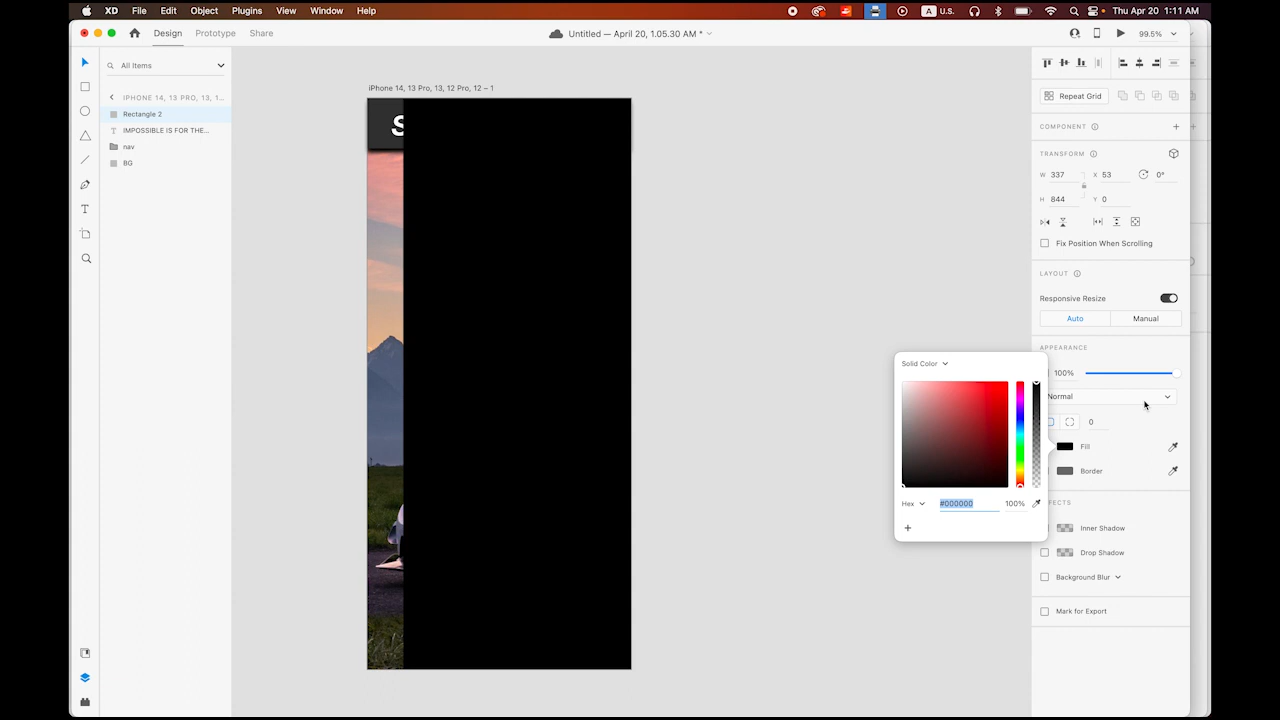 XD File Edit Object Plugins View Window Help A U.S. Thu Apr 20 1:11 AM
Design Prototype Share Untitled — April 20, 1.05.30 AM * 99.5%
All Items
IPHONE 14, 13 PRO, 13, 1...
Rectangle 2
IMPOSSIBLE IS FOR THE...
nav
BG
iPhone 14, 13 Pro, 13, 12 Pro, 12 – 1
S
Repeat Grid
COMPONENT
TRANSFORM
W 337 X 53 0°
H 844 Y 0
Fix Position When Scrolling
LAYOUT
Responsive Resize
Auto Manual
APPEARANCE
100%
Normal
0
Fill
Border
Solid Color
Hex #000000 100%
FFECTS
Inner Shadow
Drop Shadow
Background Blur
Mark for Export